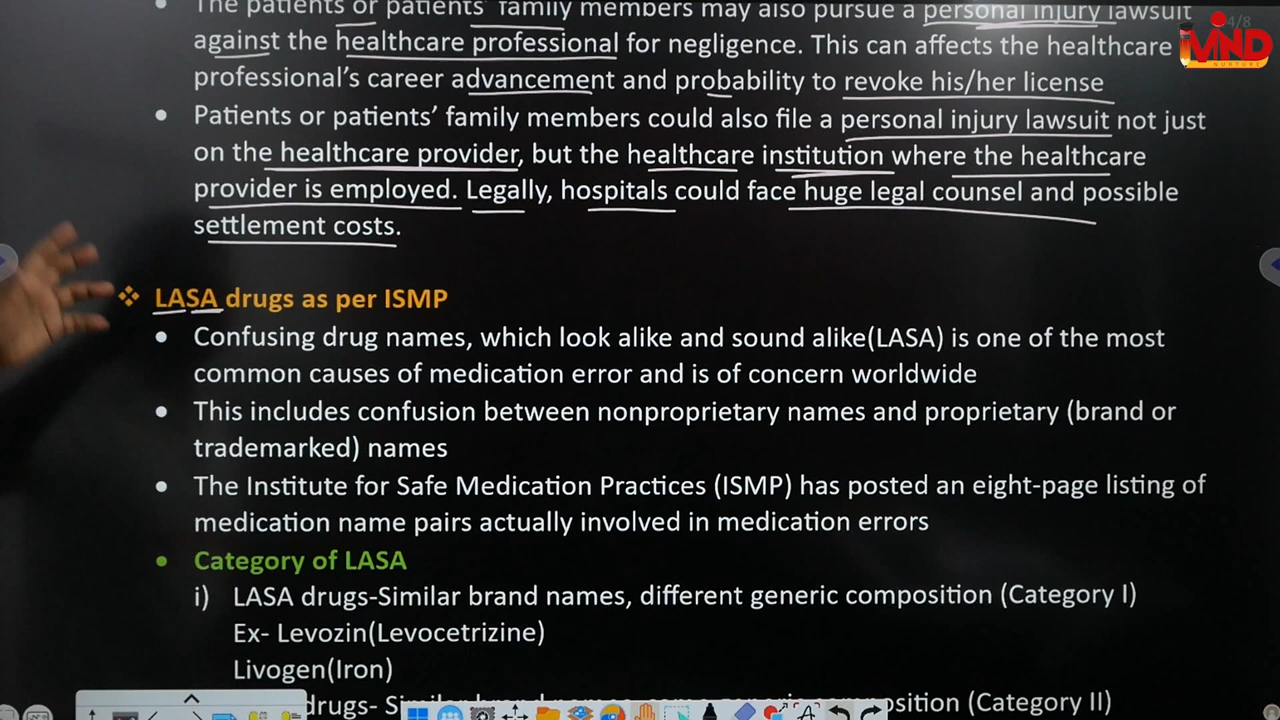 The patients or patients' family members may also pursue a personal injury lawsuit
4/8
against the healthcare professional for negligence. This can affects the healthcare
MIND
NURTURE
professional's career advancement and probability to revoke his/her license
Patients or patients' family members could also file a personal injury lawsuit not just
on the healthcare provider, but the healthcare institution where the healthcare
provider is employed. Legally, hospitals could face huge legal counsel and possible
settlement costs.
LASA drugs as per ISMP
Confusing drug names, which look alike and sound alike(LASA) is one of the most
common causes of medication error and is of concern worldwide
This includes confusion between nonproprietary names and proprietary (brand or
trademarked) names
The Institute for Safe Medication Practices (ISMP) has posted an eight-page listing of
medication name pairs actually involved in medication errors
Category of LASA
i) LASA drugs-Similar brand names, different generic composition (Category I)
Ex- Levozin(Levocetrizine)
Livogen(Iron)
drugs- Similar brand names, same generic composition (Category II)